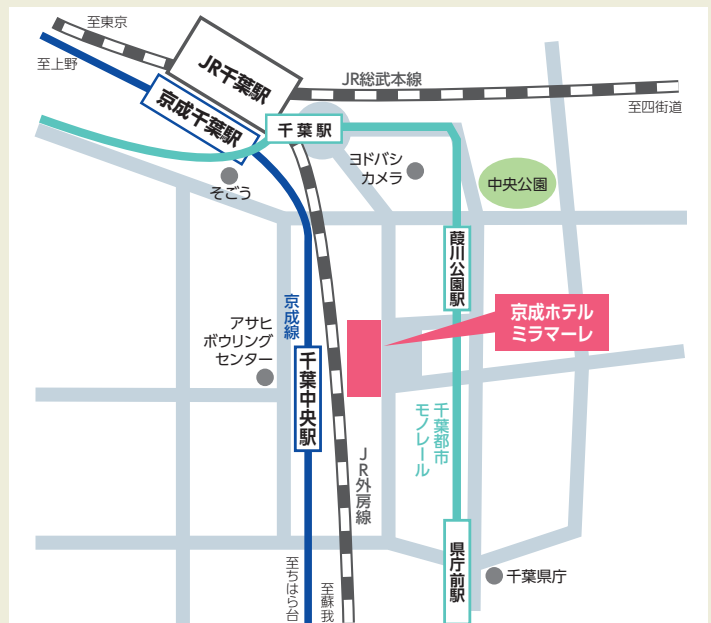 至東京
至上野
JR千葉駅
京成千葉駅
JR総武本線
至四街道
千葉駅
ヨドバシ
カメラ
中央公園
そごう
葭川公園駅
京成線
アサヒ
ボウリング
センター
千葉中央駅
京成ホテル
ミラマーレ
千葉都市
モノレール
JR外房線
県庁前駅
千葉県庁
至ちはら台
至蘇我